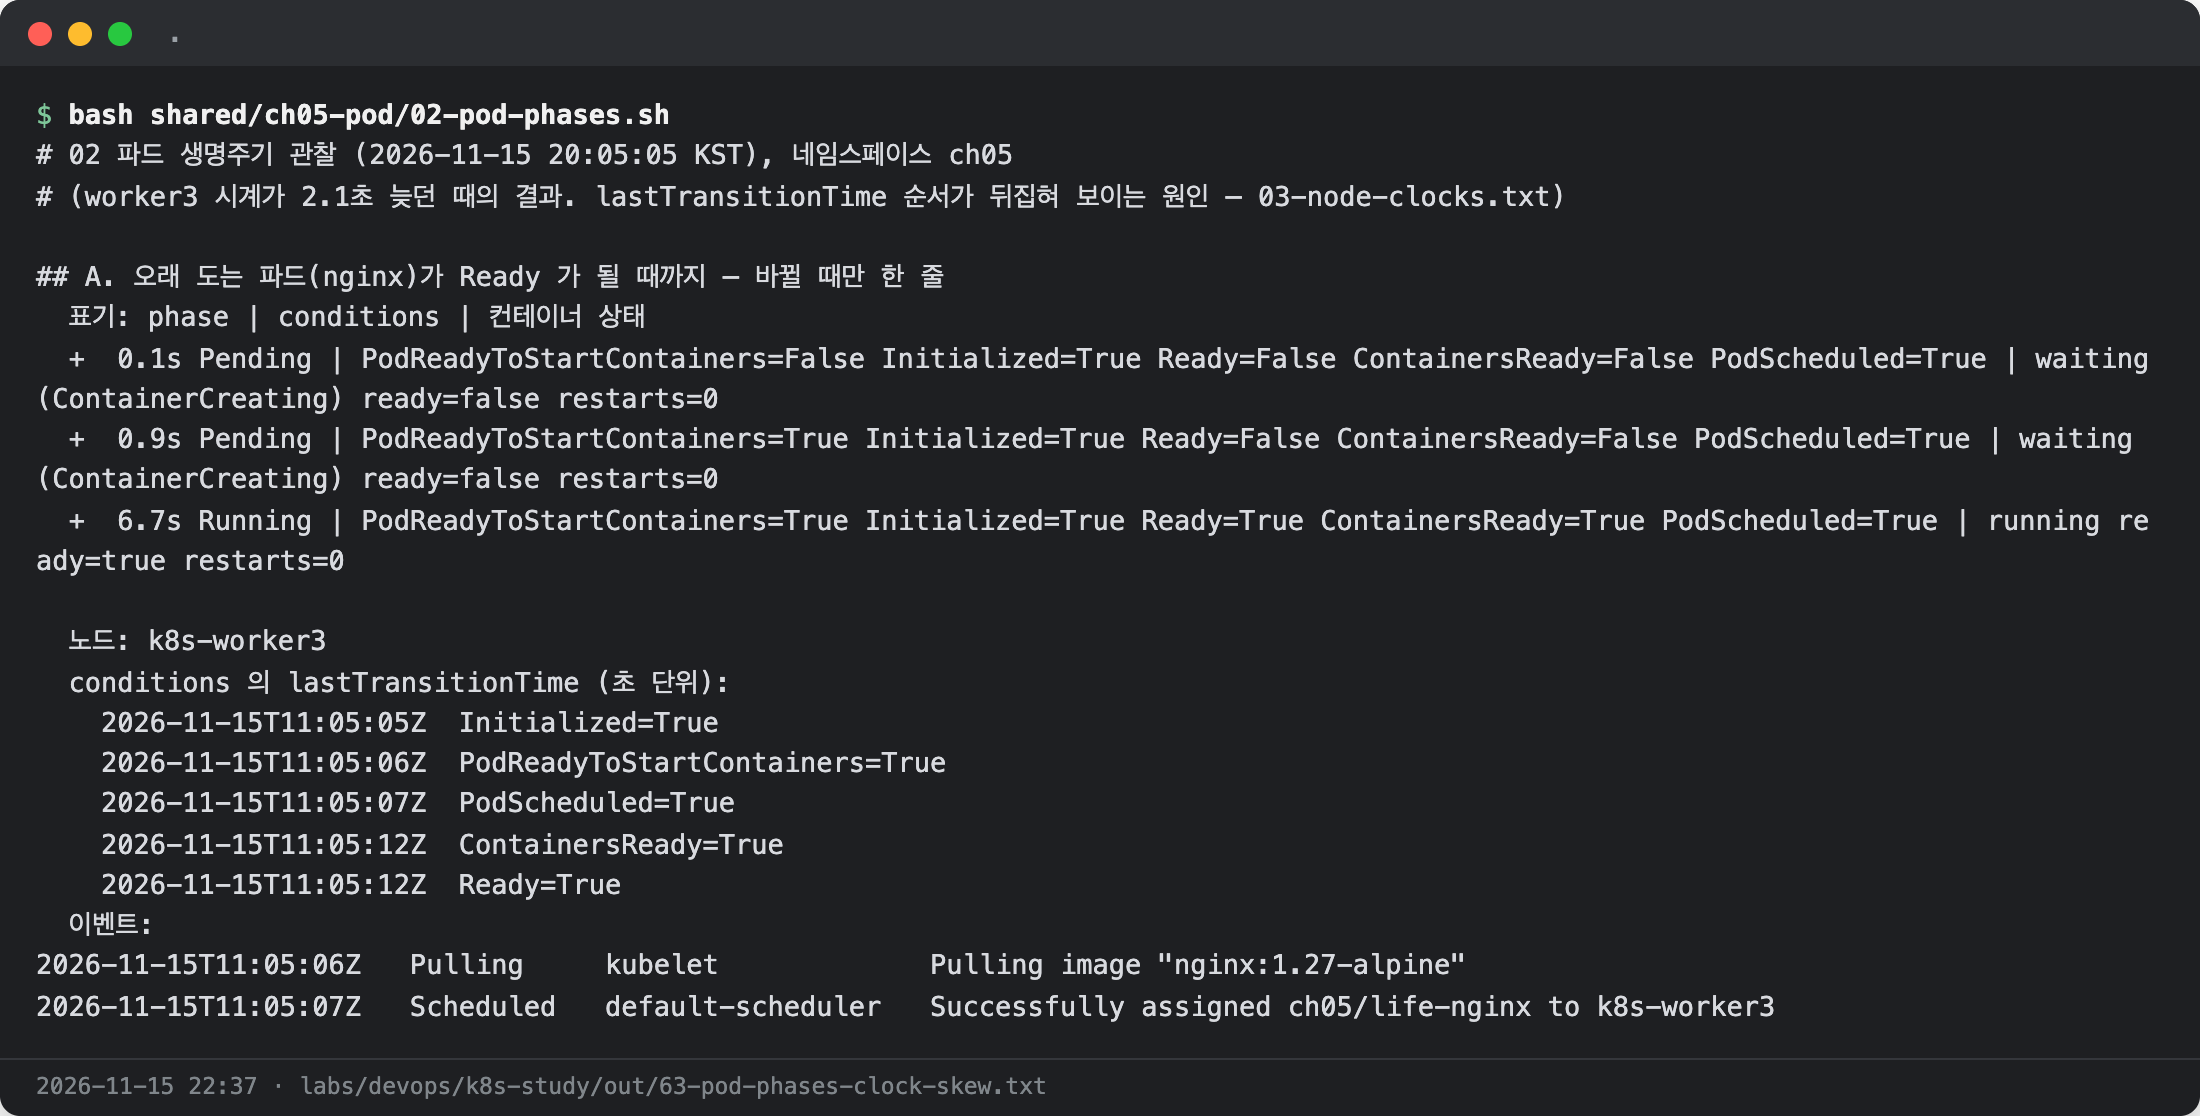 .
$ bash shared/ch05-pod/02-pod-phases.sh
# 02 파드 생명주기 관찰 (2026-11-15 20:05:05 KST), 네임스페이스 ch05
# (worker3 시계가 2.1초 늦던 때의 결과. lastTransitionTime 순서가 뒤집혀 보이는 원인 — 03-node-clocks.txt)
## A. 오래 도는 파드(nginx)가 Ready 가 될 때까지 — 바뀔 때만 한 줄
표기: phase | conditions | 컨테이너 상태
+  0.1s Pending | PodReadyToStartContainers=False Initialized=True Ready=False ContainersReady=False PodScheduled=True | waiting
(ContainerCreating) ready=false restarts=0
+  0.9s Pending | PodReadyToStartContainers=True Initialized=True Ready=False ContainersReady=False PodScheduled=True | waiting
(ContainerCreating) ready=false restarts=0
+  6.7s Running | PodReadyToStartContainers=True Initialized=True Ready=True ContainersReady=True PodScheduled=True | running re
ady=true restarts=0
노드: k8s-worker3
conditions 의 lastTransitionTime (초 단위):
2026-11-15T11:05:05Z  Initialized=True
2026-11-15T11:05:06Z  PodReadyToStartContainers=True
2026-11-15T11:05:07Z  PodScheduled=True
2026-11-15T11:05:12Z  ContainersReady=True
2026-11-15T11:05:12Z  Ready=True
이벤트:
2026-11-15T11:05:06Z   Pulling     kubelet             Pulling image "nginx:1.27-alpine"
2026-11-15T11:05:07Z   Scheduled   default-scheduler   Successfully assigned ch05/life-nginx to k8s-worker3
2026-11-15 22:37 · labs/devops/k8s-study/out/63-pod-phases-clock-skew.txt